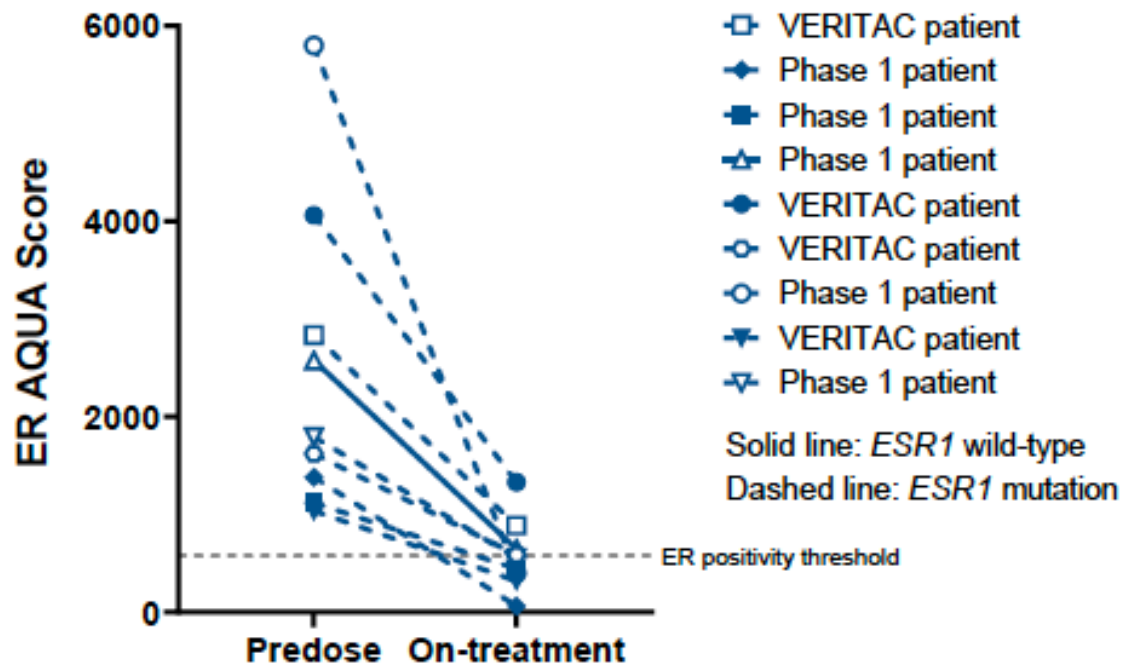 6000
4000
2000
0
ER AQUA Score
Predose On-treatment
VERITAC patient
Phase 1 patient
Phase 1 patient
Phase 1 patient
VERITAC patient
VERITAC patient
Phase 1 patient
VERITAC patient
Phase 1 patient
Solid line: ESR1 wild-type
Dashed line: ESR1 mutation
ER positivity threshold